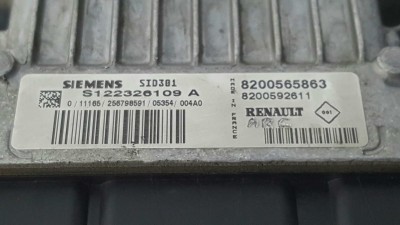 SIEMENS SID301
S122326109 A
0/11165/256798591/05354/004A0
8200565863
8200592611
RENAULT
ABC